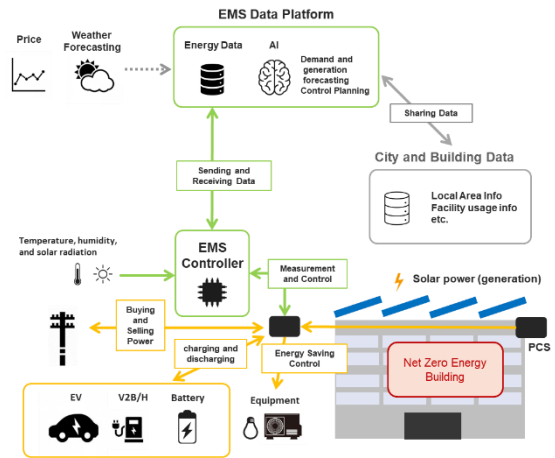 EMS Data Platform
Price
Weather
Forecasting
Energy Data
AI
Demand and
generation
forecasting
Control Planning
Sharing Data
City and Building Data
Local Area Info
Facility usage info
etc.
Sending and
Receiving Data
Temperature, humidity,
and solar radiation
EMS
Controller
Measurement
and Control
Solar power (generation)
Buying
and
Selling
Power
charging and
discharging
Energy Saving
Control
PCS
Net Zero Energy
Building
EV
V2B/H
Battery
Equipment